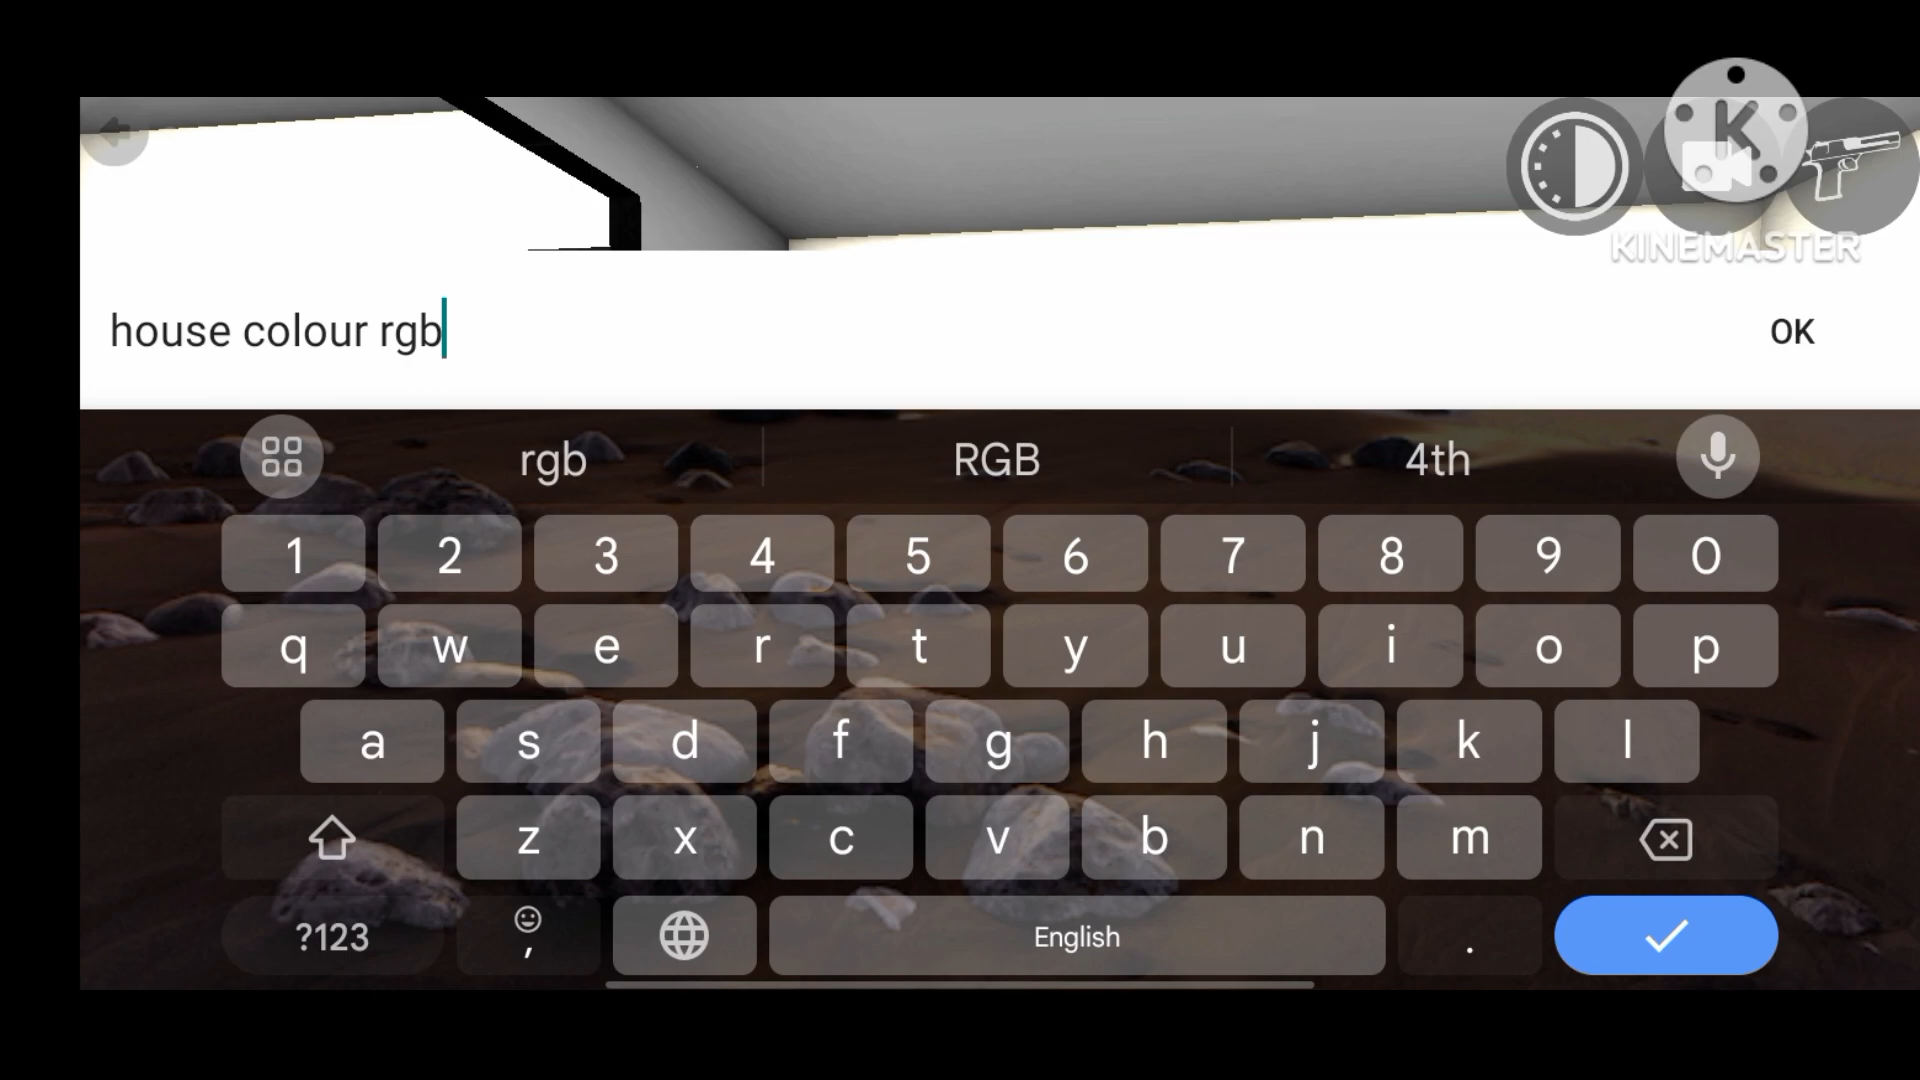 K
KINEMASTER
house colour rgb
OK
rgb RGB 4th
1 2 3 4 5 6 7 8 9 0
q w e r t y u i o p
a s d f g h j k l
z x c v b n m
?123 , English .